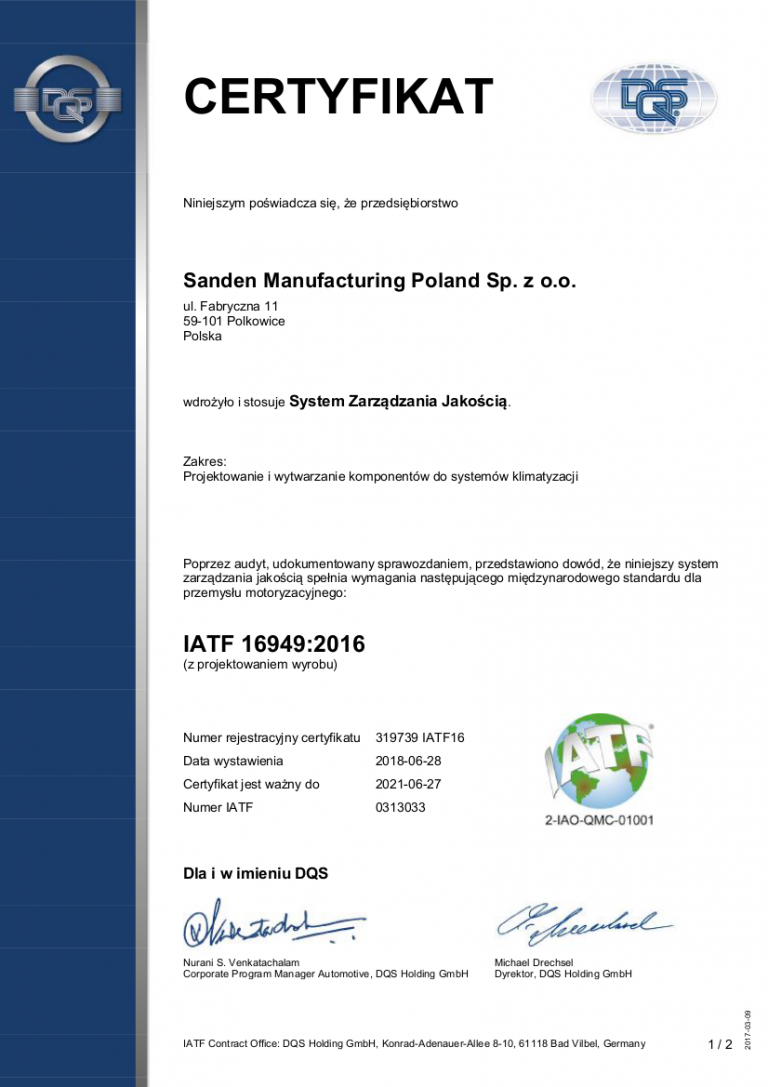 DQS
CERTYFIKAT
DQS
Niniejszym poświadcza się, że przedsiębiorstwo
Sanden Manufacturing Poland Sp. z o.o.
ul. Fabryczna 11
59-101 Polkowice
Polska
wdrożyło i stosuje System Zarządzania Jakością.
Zakres:
Projektowanie i wytwarzanie komponentów do systemów klimatyzacji
Poprzez audyt, udokumentowany sprawozdaniem, przedstawiono dowód, że niniejszy system
zarządzania jakością spełnia wymagania następującego międzynarodowego standardu dla
przemysłu motoryzacyjnego:
IATF 16949:2016
(z projektowaniem wyrobu)
Numer rejestracyjny certyfikatu 319739 IATF16
Data wystawienia 2018-06-28
Certyfikat jest ważny do 2021-06-27
Numer IATF 0313033
IATF®
2-IAO-QMC-01001
Dla i w imieniu DQS
Nurani S. Venkatachalam
Corporate Program Manager Automotive, DQS Holding GmbH
Michael Drechsel
Dyrektor, DQS Holding GmbH
IATF Contract Office: DQS Holding GmbH, Konrad-Adenauer-Allee 8-10, 61118 Bad Vilbel, Germany
1 / 2
2017-03-09